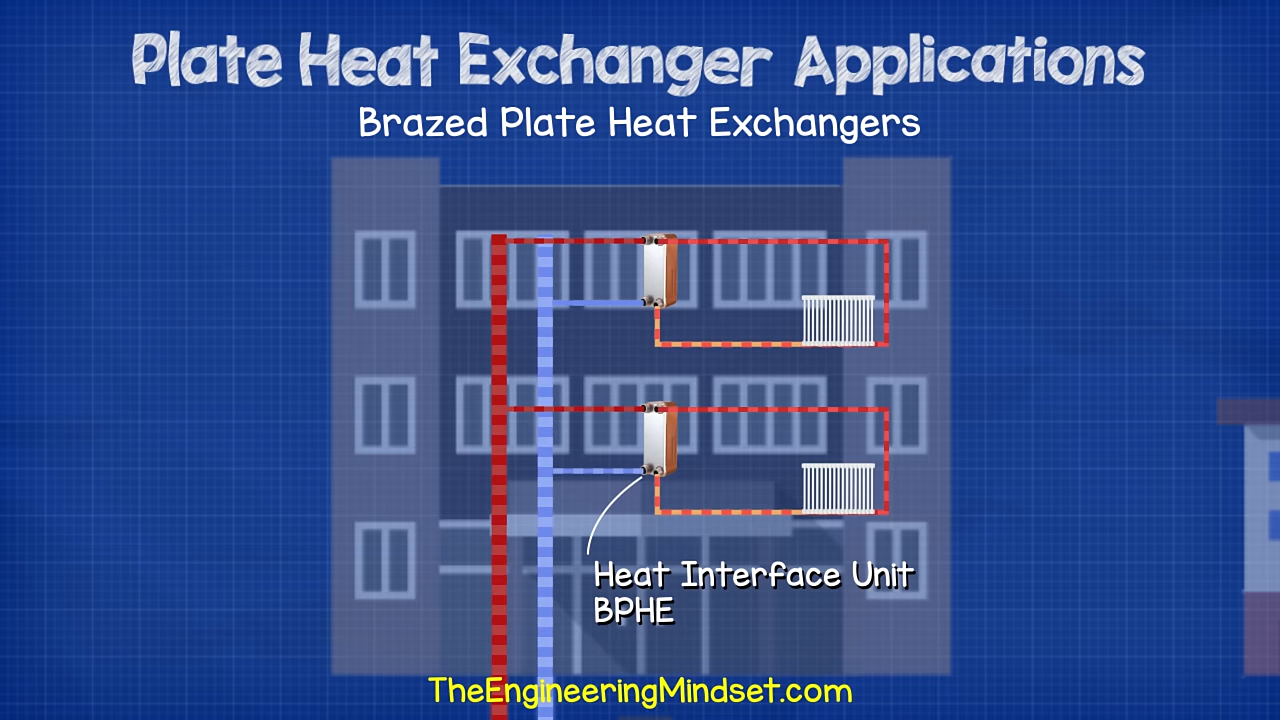 Plate Heat Exchanger Applications
Brazed Plate Heat Exchangers
Heat Interface Unit
BPHE
TheEngineeringMindset.com